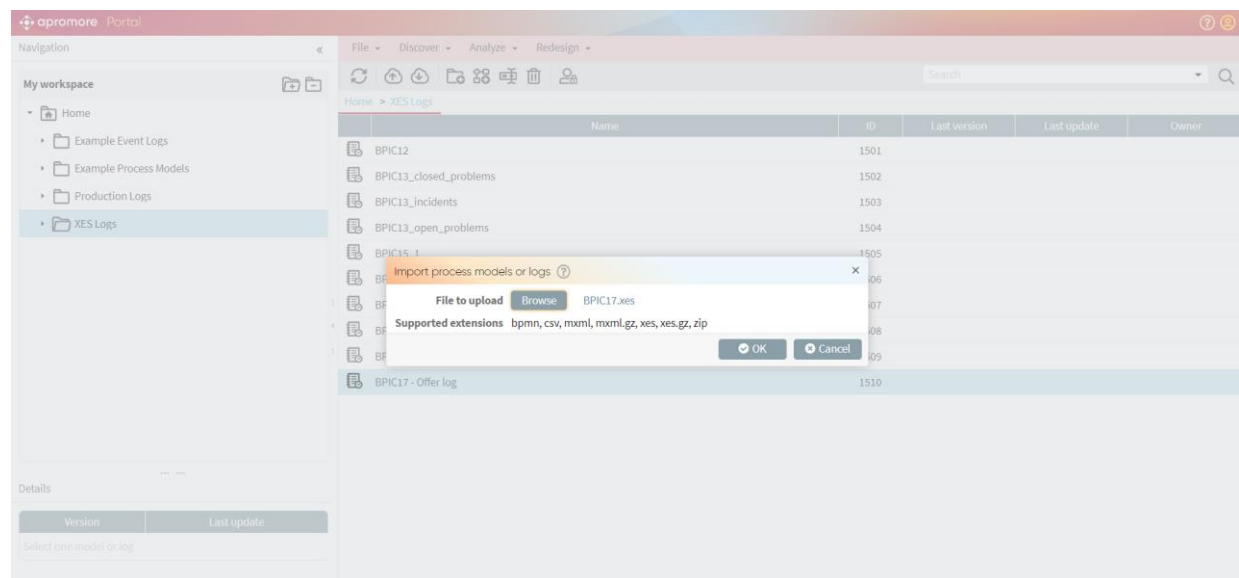 apromore Portal
Navigation
My workspace
Home
Example Event Logs
Example Process Models
Production Logs
XES Logs
Details
Version Last update
Select one model or log
File Discover Analyze Redesign
Search
Home > XES Logs
Name ID Last version Last update Owner
BPIC12 1501
BPIC13_closed_problems 1502
BPIC13_incidents 1503
BPIC13_open_problems 1504
BPIC15_1 1505
Import process models or logs
File to upload Browse BPIC17.xes
Supported extensions bpmn, csv, mxml, mxml.gz, xes, xes.gz, zip
OK Cancel
BPIC17 - Offer log 1510